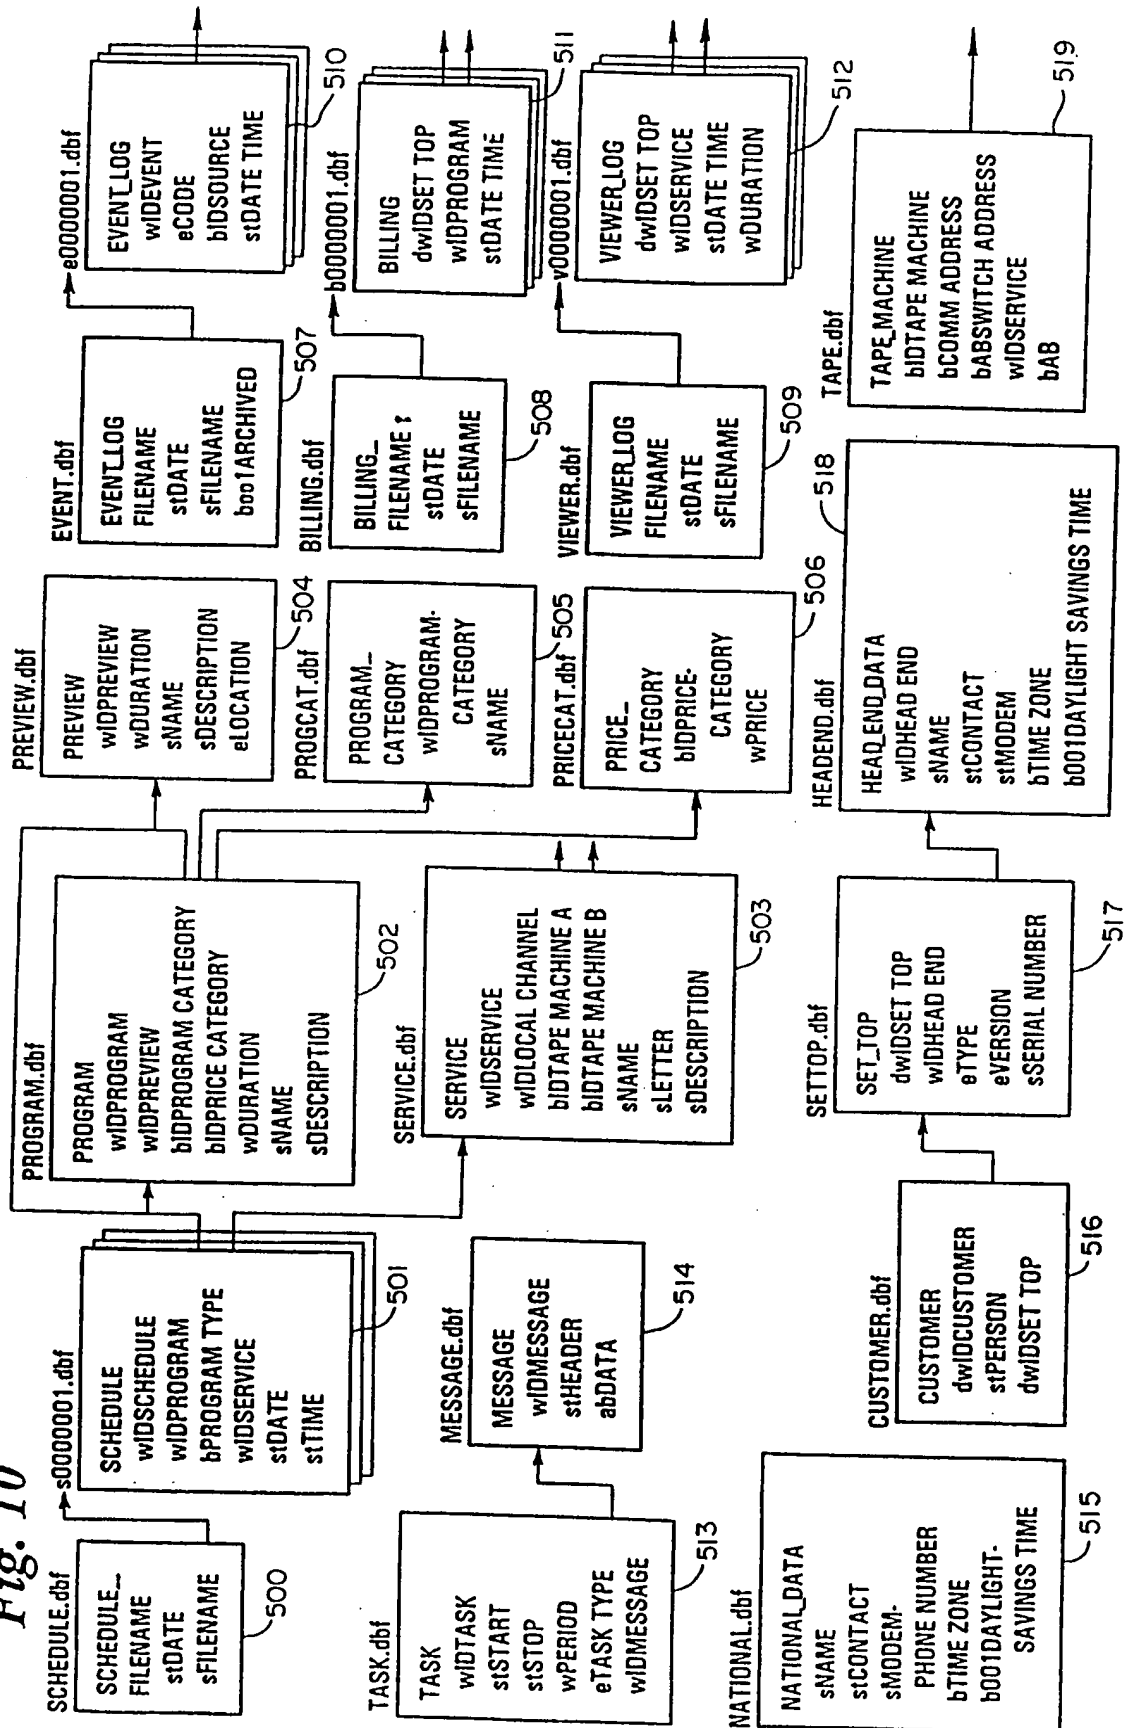 Fig. 10
SCHEDULE.dbf
SCHEDULE_
FILENAME
stDATE
sFILENAME
500
s0000001.dbf
SCHEDULE
wIDSCHEDULE
wIDPROGRAM
bPROGRAM TYPE
wIDSERVICE
stDATE
stTIME
501
PROGRAM.dbf
PROGRAM
wIDPROGRAM
wIDPREVIEW
bIDPROGRAM CATEGORY
bIDPRICE CATEGORY
wDURATION
sNAME
sDESCRIPTION
502
PREVIEW.dbf
PREVIEW
wIDPREVIEW
wDURATION
sNAME
sDESCRIPTION
eLOCATION
504
EVENT.dbf
EVENT_LOG
FILENAME
stDATE
sFILENAME
boo1ARCHIVED
507
e0000001.dbf
EVENT_LOG
wIDEVENT
eCODE
bIDSOURCE
stDATE TIME
510
PROGCAT.dbf
PROGRAM_
CATEGORY
wIDPROGRAM-
CATEGORY
sNAME
505
BILLING.dbf
BILLING_
FILENAME
stDATE
sFILENAME
508
b0000001.dbf
BILLING
dwIDSET TOP
wIDPROGRAM
stDATE TIME
511
TASK.dbf
TASK
wIDTASK
stSTART
stSTOP
wPERIOD
eTASK TYPE
wIDMESSAGE
513
MESSAGE.dbf
MESSAGE
wIDMESSAGE
stHEADER
abDATA
514
SERVICE.dbf
SERVICE
wIDSERVICE
wIDLOCAL CHANNEL
bIDTAPE MACHINE A
bIDTAPE MACHINE B
sNAME
sLETTER
sDESCRIPTION
503
PRICECAT.dbf
PRICE_
CATEGORY
bIDPRICE-
CATEGORY
wPRICE
506
VIEWER.dbf
VIEWER_LOG
FILENAME
stDATE
sFILENAME
509
v0000001.dbf
VIEWER_LOG
dwIDSET TOP
wIDSERVICE
stDATE TIME
wDURATION
512
NATIONAL.dbf
NATIONAL_DATA
sNAME
stCONTACT
sMODEM-
PHONE NUMBER
bTIME ZONE
b001DAYLIGHT-
SAVINGS TIME
515
CUSTOMER.dbf
CUSTOMER
dwIDCUSTOMER
stPERSON
dwIDSET TOP
516
SETTOP.dbf
SET_TOP
dwIDSET TOP
wIDHEAD END
eTYPE
eVERSION
sSERIAL NUMBER
517
HEADEND.dbf
HEAD_END_DATA
wIDHEAD END
sNAME
stCONTACT
stMODEM
bTIME ZONE
b001DAYLIGHT SAVINGS TIME
518
TAPE.dbf
TAPE_MACHINE
bIDTAPE MACHINE
bCOMM ADDRESS
bABSWITCH ADDRESS
wIDSERVICE
bAB
519